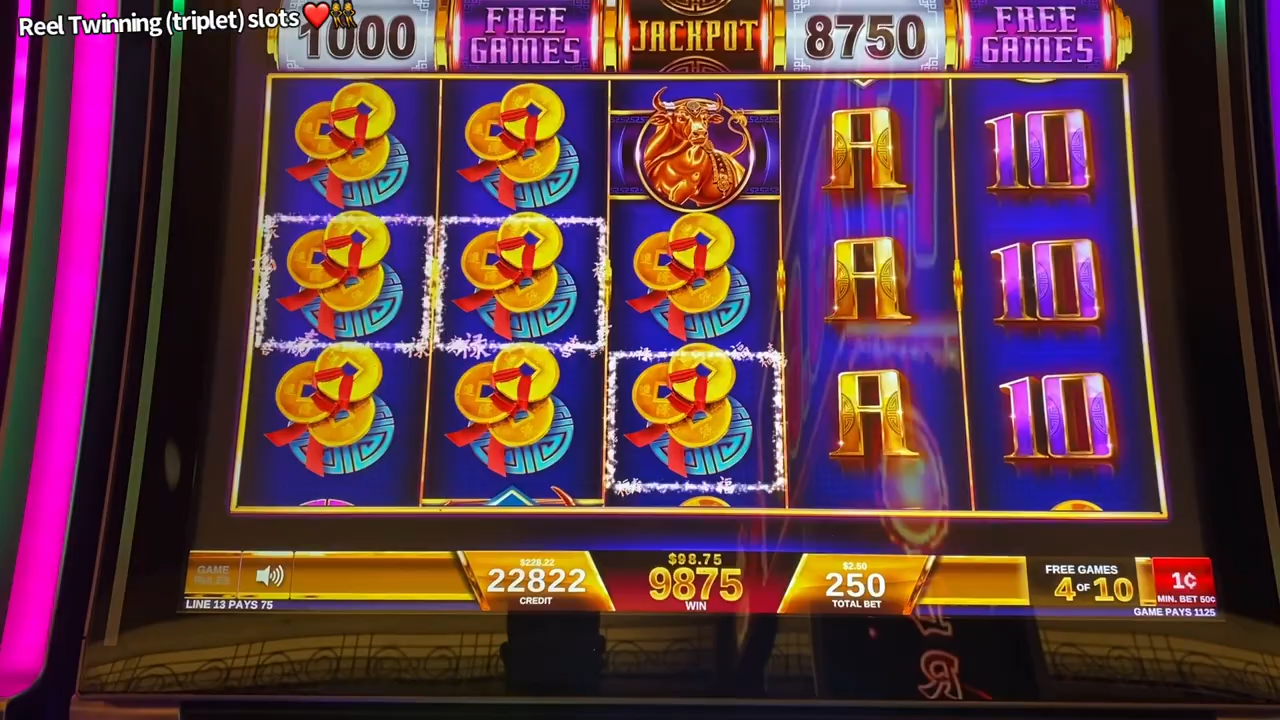 Reel Twinning (triplet) slots ❤️👯
1000
FREE GAMES
JACKPOT
8750
FREE GAMES
A
10
A
10
A
10
GAME RULES
$228.22
22822
CREDIT
$98.75
9875
WIN
$2.50
250
TOTAL BET
FREE GAMES
4 OF 10
1¢
MIN. BET 50¢
LINE 13 PAYS 75
GAME PAYS 1125